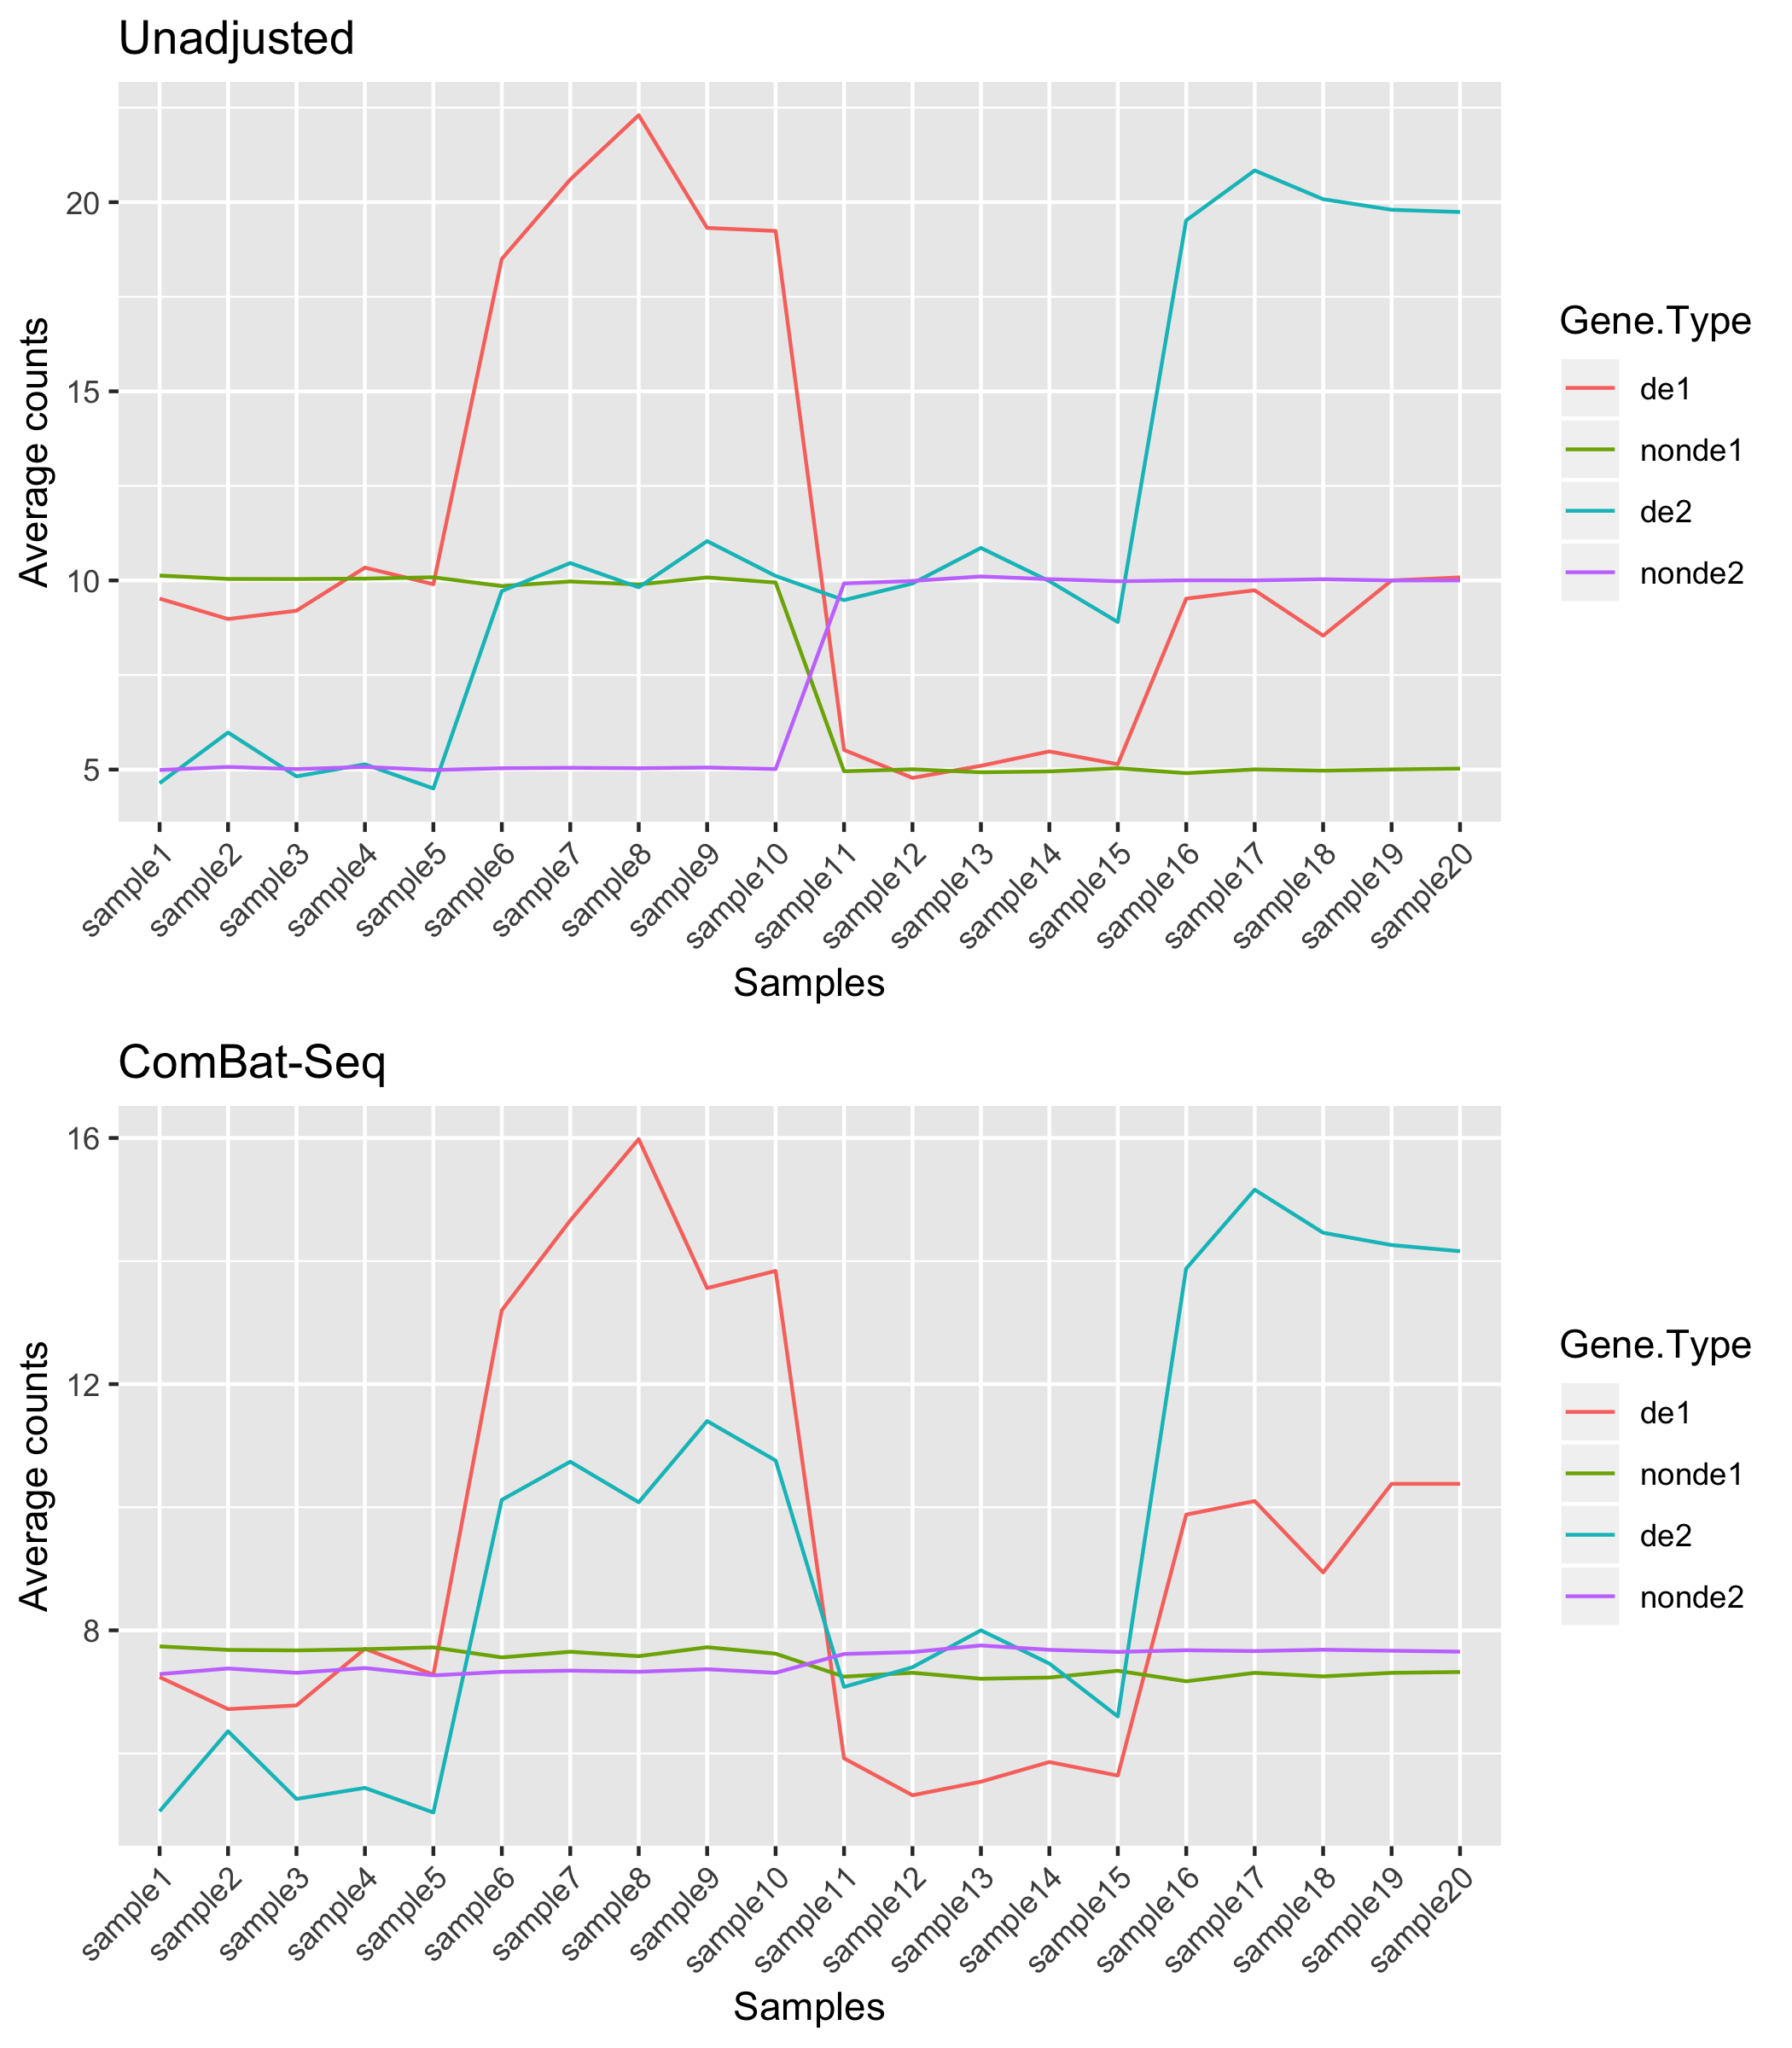 Unadjusted
Average counts
20
15
10
5
sample1
sample2
sample3
sample4
sample5
sample6
sample7
sample8
sample9
sample10
sample11
sample12
sample13
sample14
sample15
sample16
sample17
sample18
sample19
sample20
Samples
Gene.Type
de1
nonde1
de2
nonde2
ComBat-Seq
Average counts
16
12
8
sample1
sample2
sample3
sample4
sample5
sample6
sample7
sample8
sample9
sample10
sample11
sample12
sample13
sample14
sample15
sample16
sample17
sample18
sample19
sample20
Samples
Gene.Type
de1
nonde1
de2
nonde2